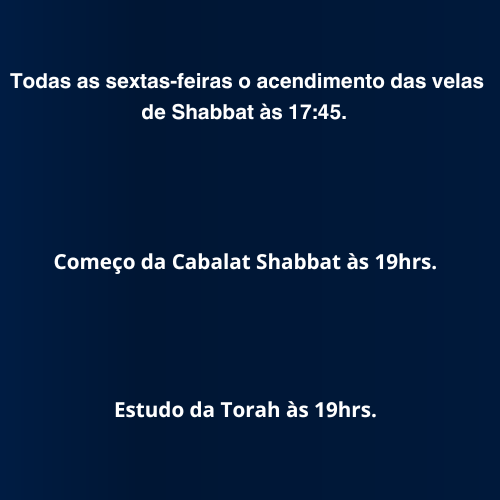 Todas as sextas-feiras o acendimento das velas
de Shabbat às 17:45.
Começo da Cabalat Shabbat às 19hrs.
Estudo da Torah às 19hrs.